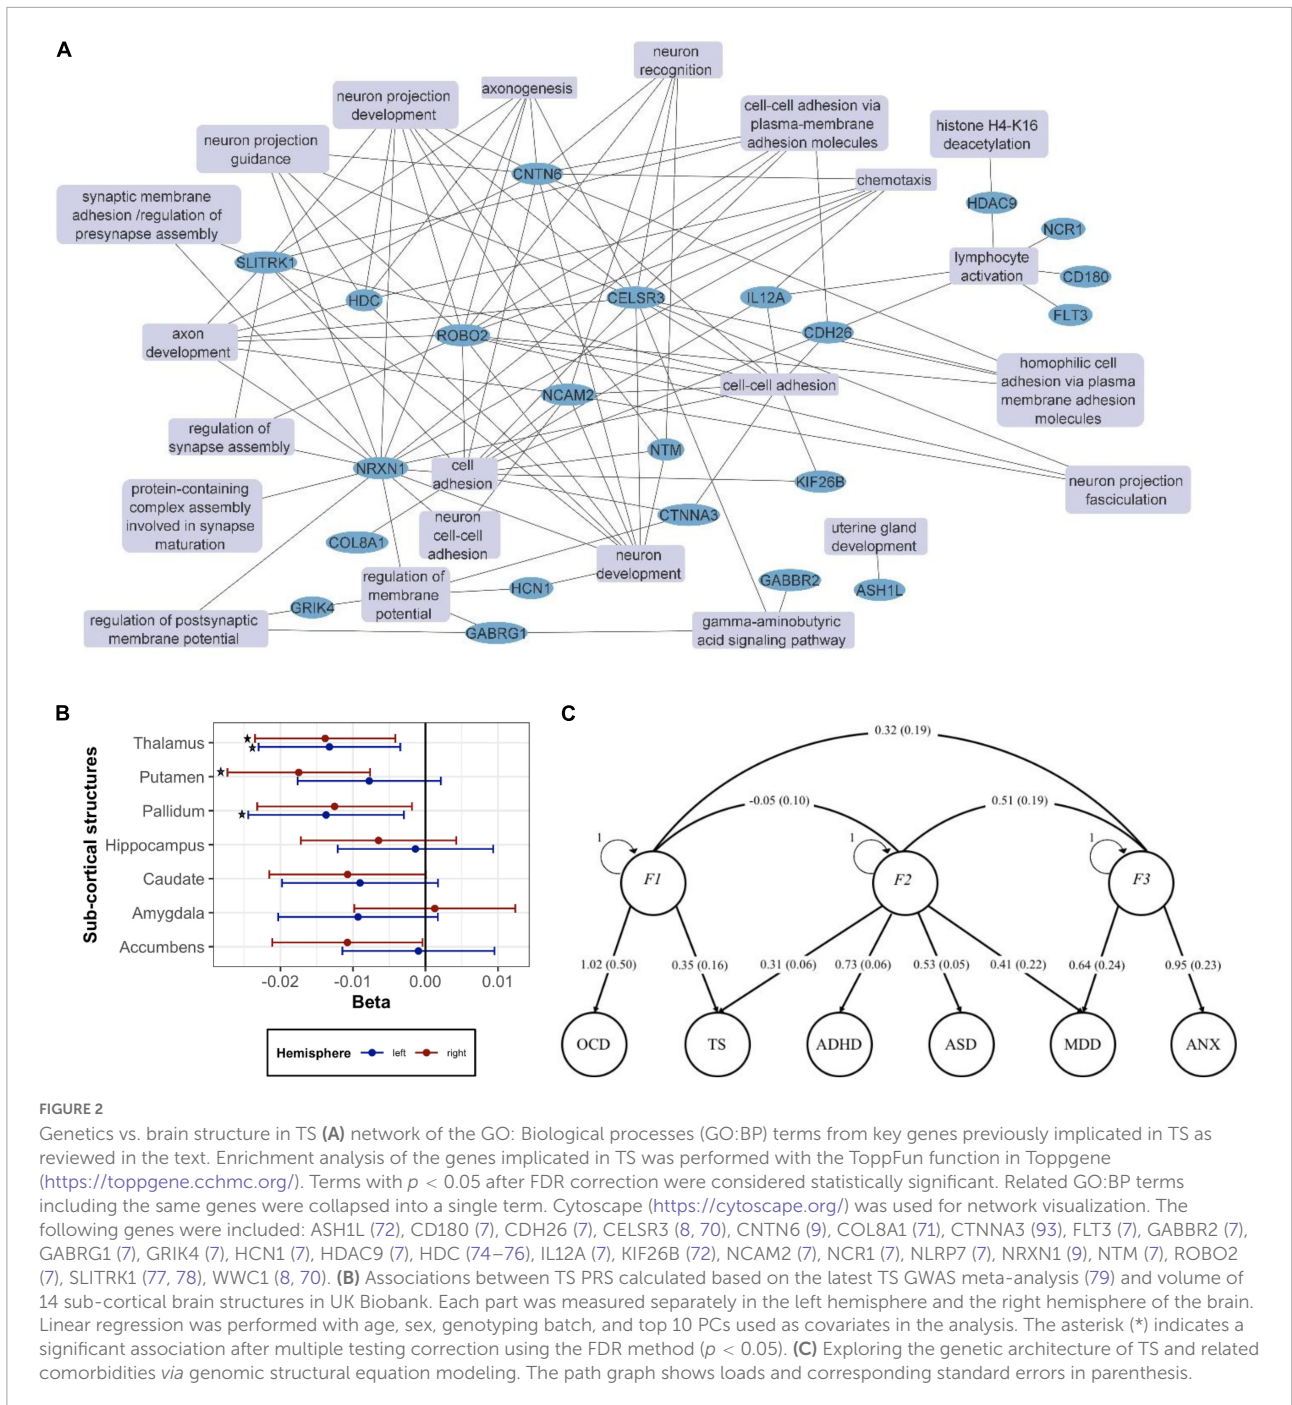 A
neuron
recognition
neuron projection
development
axonogenesis
cell-cell adhesion via
plasma-membrane
adhesion molecules
histone H4-K16
deacetylation
neuron projection
guidance
CNTN6
chemotaxis
synaptic membrane
adhesion /regulation of
presynapse assembly
HDAC9
NCR1
SLITRK1
lymphocyte
activation
CD180
HDC
CELSR3
IL12A
FLT3
axon
development
ROBO2
CDH26
homophilic cell
adhesion via plasma
membrane adhesion
molecules
NCAM2
cell-cell adhesion
regulation of
synapse assembly
NTM
NRXN1
cell
adhesion
KIF26B
neuron projection
fasciculation
protein-containing
complex assembly
involved in synapse
maturation
CTNNA3
neuron
cell-cell
adhesion
uterine gland
development
COL8A1
neuron
development
regulation of
membrane
potential
HCN1
GABBR2
ASH1L
GRIK4
regulation of postsynaptic
membrane potential
GABRG1
gamma-aminobutyric
acid signaling pathway
B
Sub-cortical structures
Thalamus
Putamen
Pallidum
Hippocampus
Caudate
Amygdala
Accumbens
-0.02 -0.01 0.00 0.01
Beta
Hemisphere left right
C
0.32 (0.19)
-0.05 (0.10) 0.51 (0.19)
1 1 1
F1 F2 F3
1.02 (0.50) 0.35 (0.16) 0.31 (0.06) 0.73 (0.06) 0.53 (0.05) 0.41 (0.22) 0.64 (0.24) 0.95 (0.23)
OCD TS ADHD ASD MDD ANX
FIGURE 2
Genetics vs. brain structure in TS (A) network of the GO: Biological processes (GO:BP) terms from key genes previously implicated in TS as
reviewed in the text. Enrichment analysis of the genes implicated in TS was performed with the ToppFun function in Toppgene
(https://toppgene.cchmc.org/). Terms with p < 0.05 after FDR correction were considered statistically significant. Related GO:BP terms
including the same genes were collapsed into a single term. Cytoscape (https://cytoscape.org/) was used for network visualization. The
following genes were included: ASH1L (72), CD180 (7), CDH26 (7), CELSR3 (8, 70), CNTN6 (9), COL8A1 (71), CTNNA3 (93), FLT3 (7), GABBR2 (7),
GABRG1 (7), GRIK4 (7), HCN1 (7), HDAC9 (7), HDC (74–76), IL12A (7), KIF26B (72), NCAM2 (7), NCR1 (7), NLRP7 (7), NRXN1 (9), NTM (7), ROBO2
(7), SLITRK1 (77, 78), WWC1 (8, 70). (B) Associations between TS PRS calculated based on the latest TS GWAS meta-analysis (79) and volume of
14 sub-cortical brain structures in UK Biobank. Each part was measured separately in the left hemisphere and the right hemisphere of the brain.
Linear regression was performed with age, sex, genotyping batch, and top 10 PCs used as covariates in the analysis. The asterisk (*) indicates a
significant association after multiple testing correction using the FDR method (p < 0.05). (C) Exploring the genetic architecture of TS and related
comorbidities via genomic structural equation modeling. The path graph shows loads and corresponding standard errors in parenthesis.